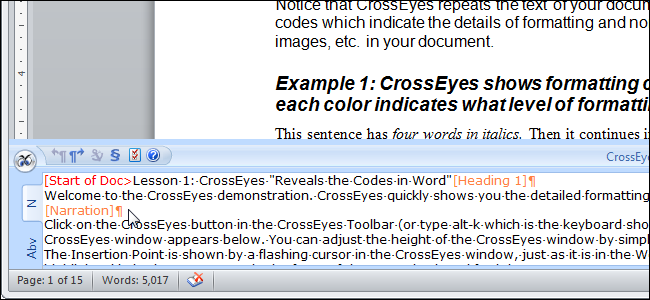 Notice that CrossEyes repeats the text of your docu
codes which indicate the details of formatting and no
images, etc. in your document.
Example 1: CrossEyes shows formatting
each color indicates what level of formatti
This sentence has four words in italics. Then it continues i
CrossEye
[Start of Doc>Lesson·1:·CrossEyes·"Reveals·the·Codes·in·Word"[Heading 1]¶
Welcome·to·the·CrossEyes·demonstration.·CrossEyes·quickly·shows·you·the·detailed·formatting
[Narration]¶
Click·on·the·CrossEyes·button·in·the·CrossEyes·Toolbar·(or·type·alt-k·which·is·the·keyboard·sho
CrossEyes·window·appears·below.·You·can·adjust·the·height·of·the·CrossEyes·window·by·simpl
The·Insertion·Point·is·shown·by·a·flashing·cursor·in·the·CrossEyes·window,·just·as·it·is·in·the·W
N
Abv
4
Page: 1 of 15
Words: 5,017